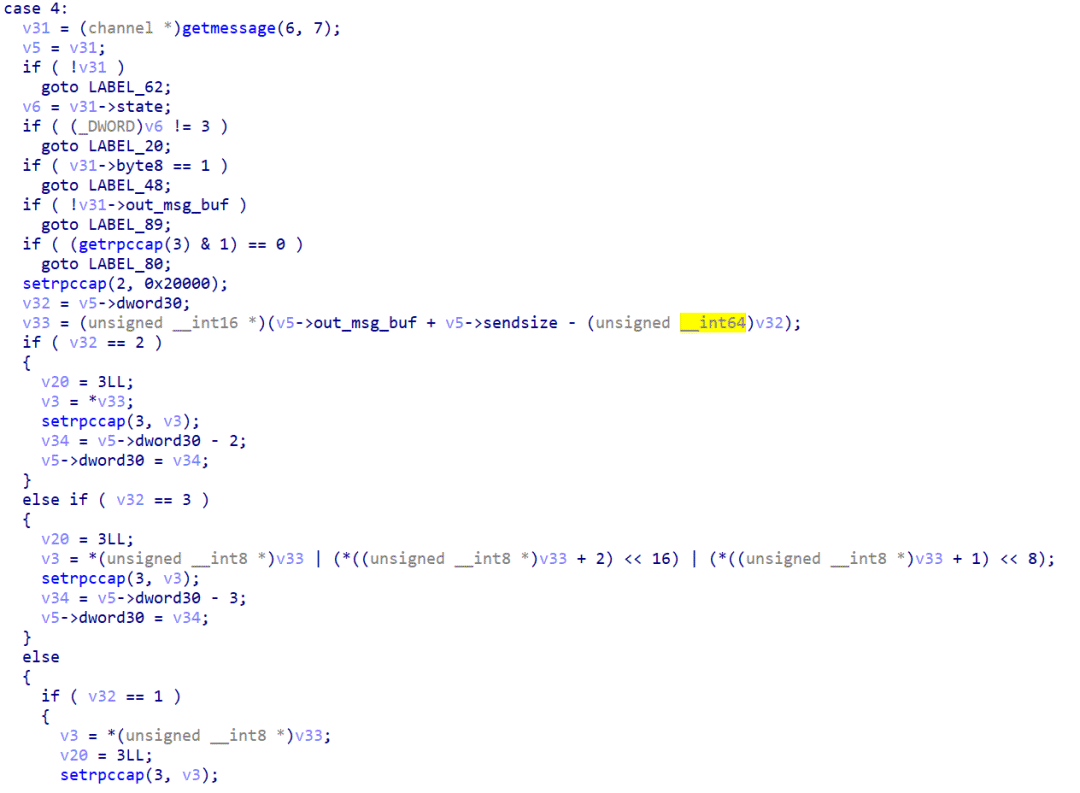 case 4:
v31 = (channel *)getmessage(6, 7);
v5 = v31;
if ( !v31 )
goto LABEL_62;
v6 = v31->state;
if ( (_DWORD)v6 != 3 )
goto LABEL_20;
if ( v31->byte8 == 1 )
goto LABEL_48;
if ( !v31->out_msg_buf )
goto LABEL_89;
if ( (getrpccap(3) & 1) == 0 )
goto LABEL_80;
setrpccap(2, 0x20000);
v32 = v5->dword30;
v33 = (unsigned __int16 *)(v5->out_msg_buf + v5->sendsize - (unsigned __int64)v32);
if ( v32 == 2 )
{
v20 = 3LL;
v3 = *v33;
setrpccap(3, v3);
v34 = v5->dword30 - 2;
v5->dword30 = v34;
}
else if ( v32 == 3 )
{
v20 = 3LL;
v3 = *(unsigned __int8 *)v33 | (*((unsigned __int8 *)v33 + 2) << 16) | (*((unsigned __int8 *)v33 + 1) << 8);
setrpccap(3, v3);
v34 = v5->dword30 - 3;
v5->dword30 = v34;
}
else
{
if ( v32 == 1 )
{
v3 = *(unsigned __int8 *)v33;
v20 = 3LL;
setrpccap(3, v3);